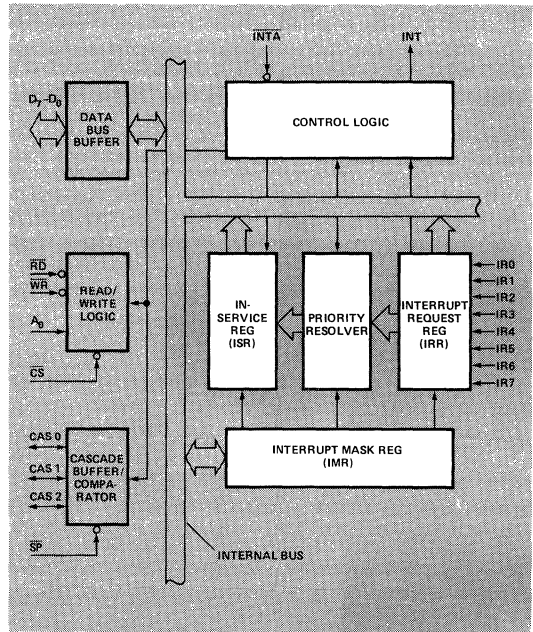 INTA
INT
CONTROL LOGIC
D7-D0
DATA
BUS
BUFFER
RD
WR
A0
CS
READ/
WRITE
LOGIC
IN-
SERVICE
REG
(ISR)
PRIORITY
RESOLVER
INTERRUPT
REQUEST
REG
(IRR)
IR0
IR1
IR2
IR3
IR4
IR5
IR6
IR7
CAS 0
CAS 1
CAS 2
CASCADE
BUFFER/
COMPA-
RATOR
SP
INTERRUPT MASK REG
(IMR)
INTERNAL BUS